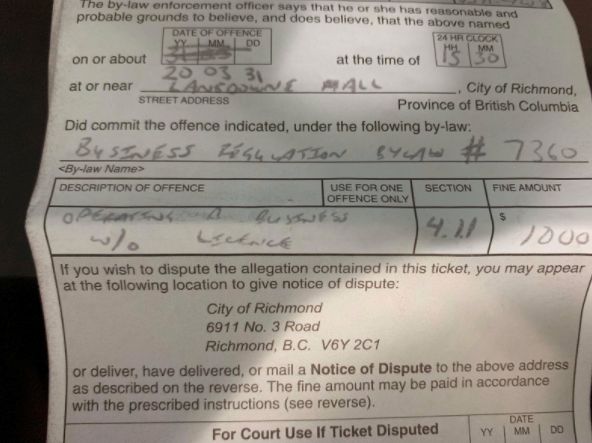 The by-law enforcement officer says that he or she has reasonable and
probable grounds to believe, and does believe, that the above named
DATE OF OFFENCE
YY MM DD
24 HR CLOCK
HH MM
on or about
at the time of
15 30
20 03 31
at or near LANSDOWNE MALL, City of Richmond,
STREET ADDRESS
Province of British Columbia
Did commit the offence indicated, under the following by-law:
BUSINESS REGULATION BYLAW # 7360
<By-law Name>
DESCRIPTION OF OFFENCE
USE FOR ONE
OFFENCE ONLY
SECTION
FINE AMOUNT
OPERATING A BUSINESS
w/o LICENCE
4.1.1
$ 1000
If you wish to dispute the allegation contained in this ticket, you may appear
at the following location to give notice of dispute:
City of Richmond
6911 No. 3 Road
Richmond, B.C. V6Y 2C1
or deliver, have delivered, or mail a Notice of Dispute to the above address
as described on the reverse. The fine amount may be paid in accordance
with the prescribed instructions (see reverse).
For Court Use If Ticket Disputed
DATE
YY MM DD